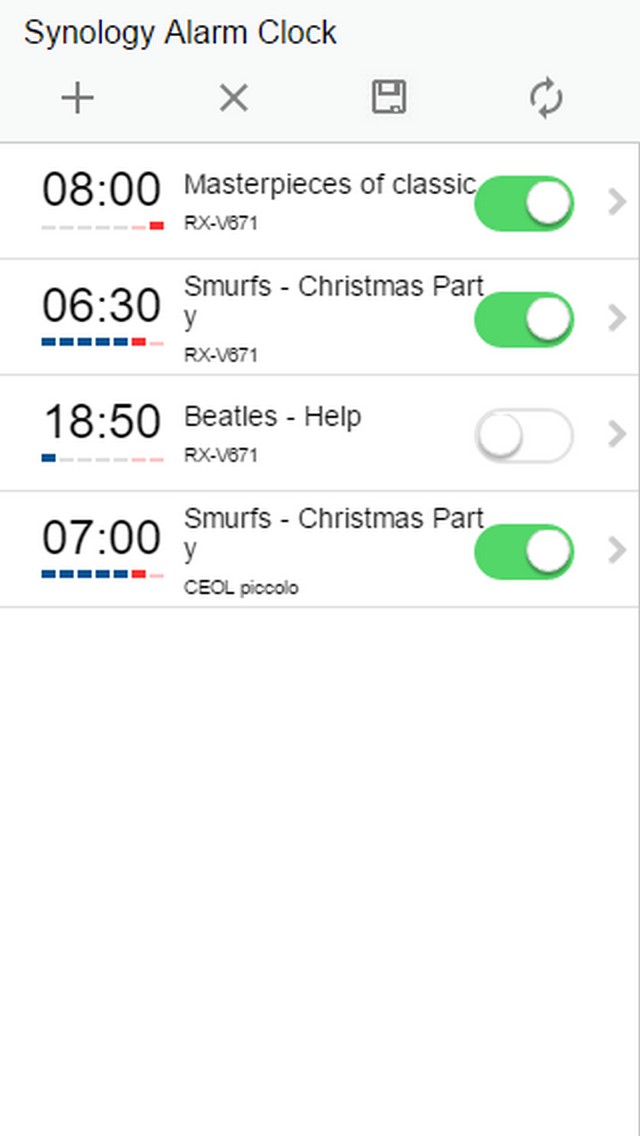 Synology Alarm Clock
08:00
Masterpieces of classic
RX-V671
06:30
Smurfs - Christmas Part
y
RX-V671
18:50
Beatles - Help
RX-V671
07:00
Smurfs - Christmas Part
y
CEOL piccolo